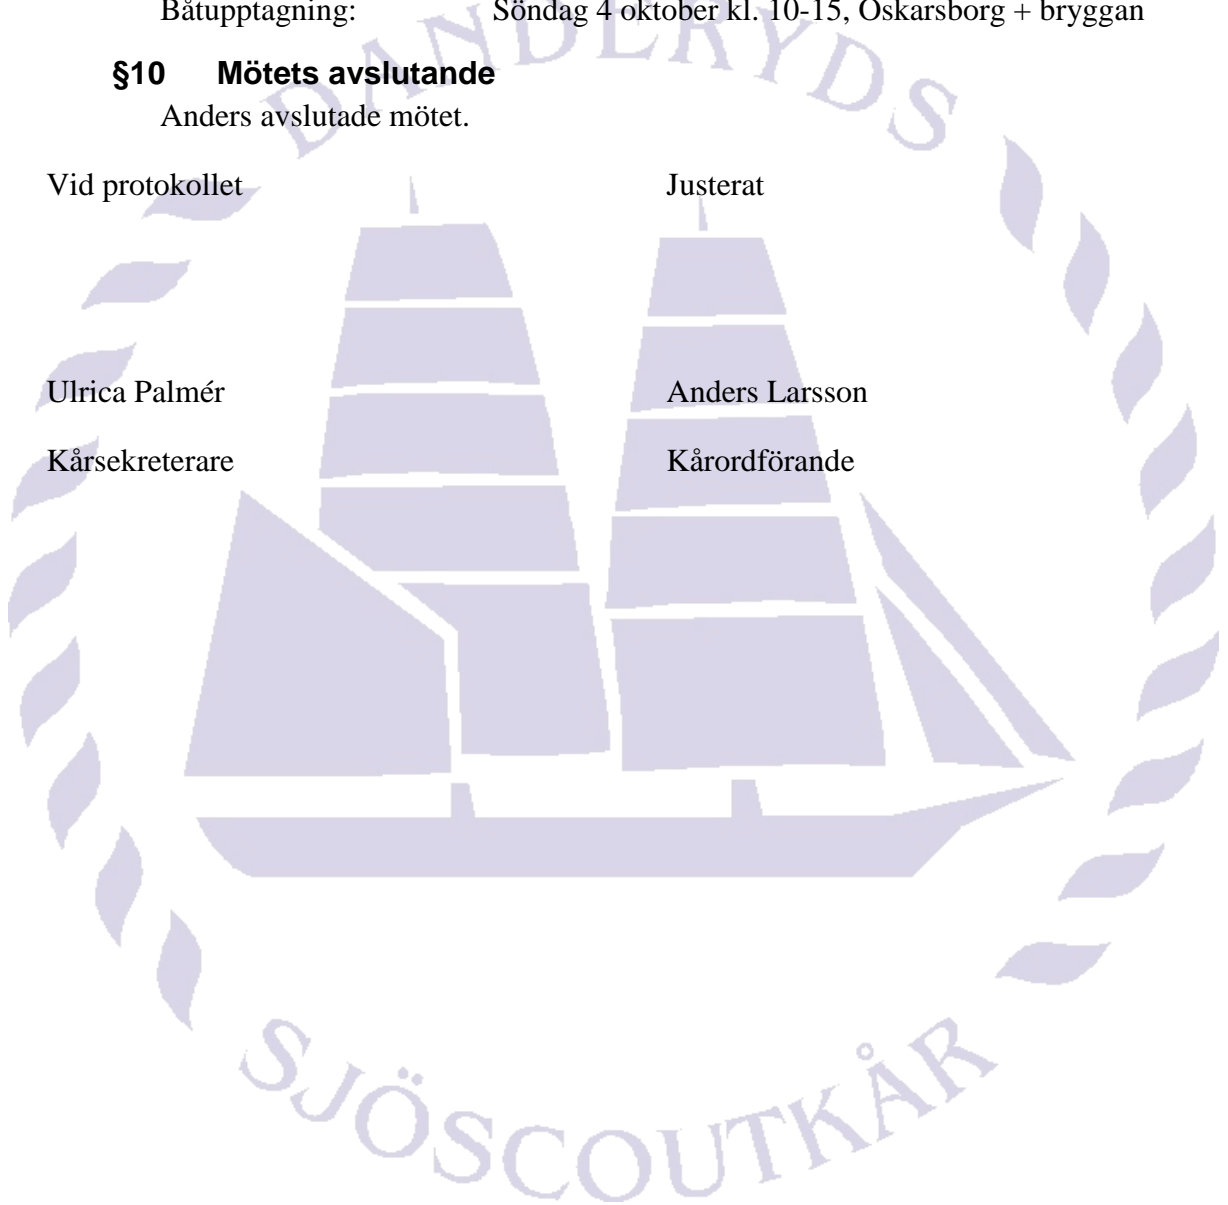 Båtupptagning: Söndag 4 oktober kl. 10-15, Oskarsborg + bryggan
§10 Mötets avslutande
Anders avslutade mötet.
Vid protokollet Justerat
Ulrica Palmér Anders Larsson
Kårsekreterare Kårordförande
DANDERYDS
SJÖSCOUTKÅR